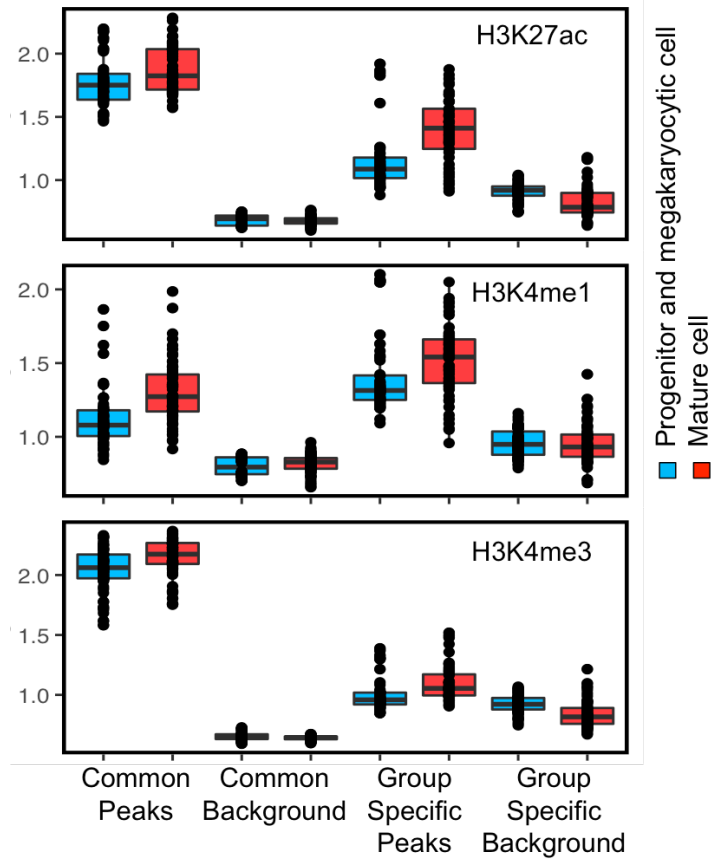 H3K27ac
2.0
1.5
1.0
H3K4me1
2.0
1.5
1.0
H3K4me3
2.0
1.5
1.0
Common
Peaks
Common
Background
Group
Specific
Peaks
Group
Specific
Background
Progenitor and megakaryocytic cell
Mature cell